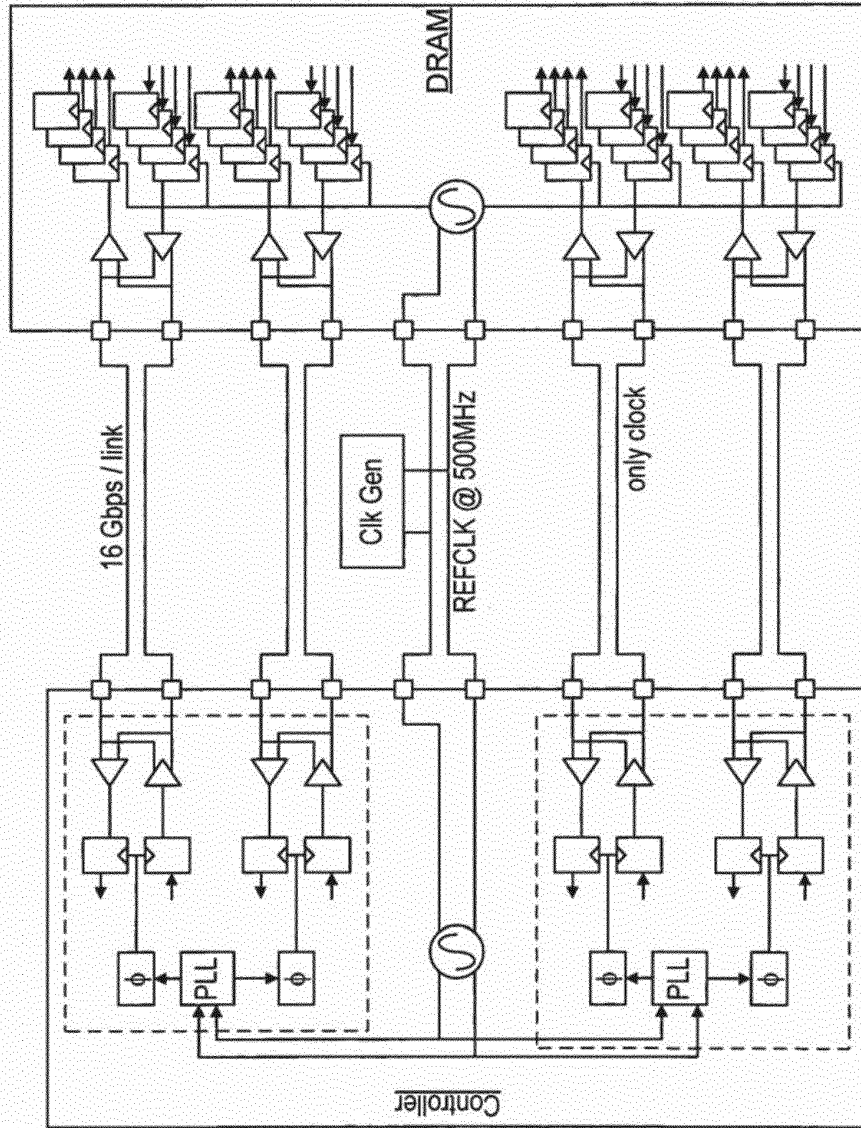 Controller
PLL
ϕ
ϕ
PLL
ϕ
ϕ
16 Gbps / link
Clk Gen
REFCLK @ 500MHz
only clock
DRAM